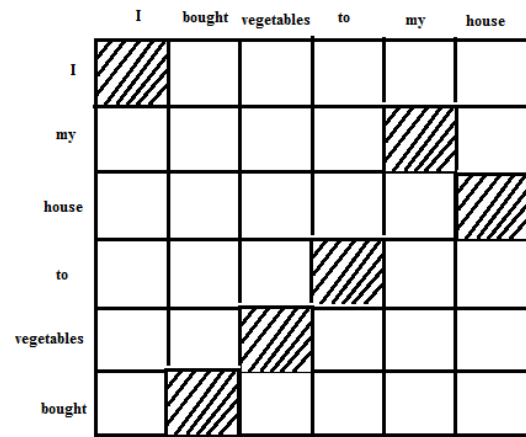 I bought vegetables to my house
I
my
house
to
vegetables
bought